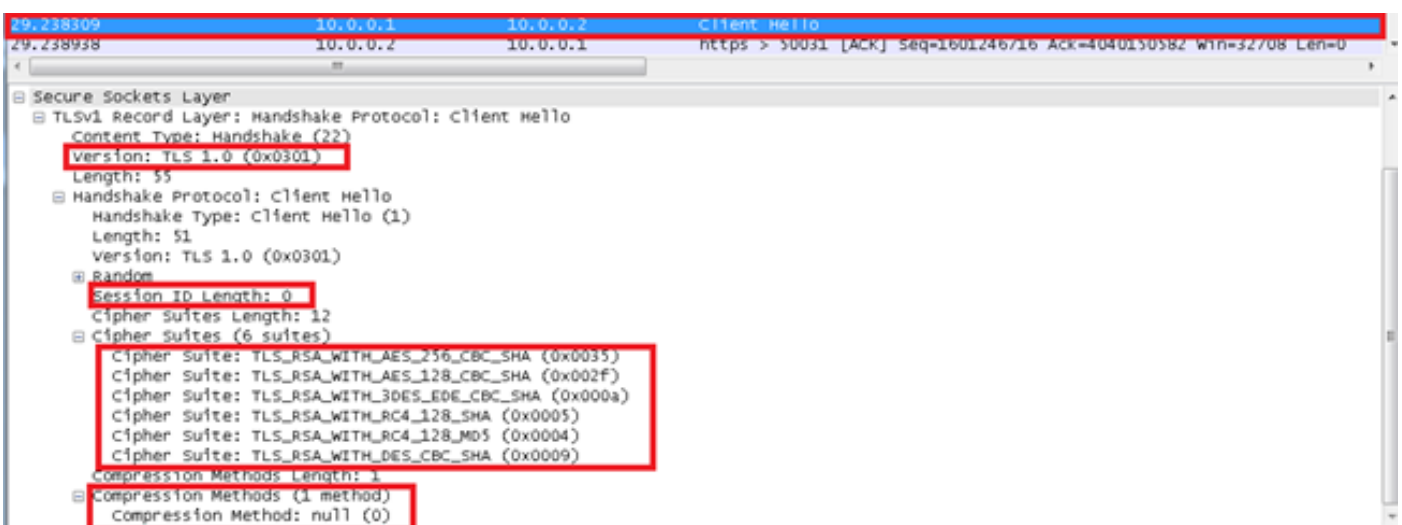 29.238309 10.0.0.1 10.0.0.2 Client Hello
29.238938 10.0.0.2 10.0.0.1 https > 50031 [ACK] Seq=1601246716 Ack=4040150582 Win=32708 Len=0
Secure Sockets Layer
TLSv1 Record Layer: Handshake Protocol: Client Hello
Content Type: Handshake (22)
Version: TLS 1.0 (0x0301)
Length: 55
Handshake Protocol: Client Hello
Handshake Type: Client Hello (1)
Length: 51
Version: TLS 1.0 (0x0301)
Random
Session ID Length: 0
Cipher Suites Length: 12
Cipher Suites (6 suites)
Cipher Suite: TLS_RSA_WITH_AES_256_CBC_SHA (0x0035)
Cipher Suite: TLS_RSA_WITH_AES_128_CBC_SHA (0x002f)
Cipher Suite: TLS_RSA_WITH_3DES_EDE_CBC_SHA (0x000a)
Cipher Suite: TLS_RSA_WITH_RC4_128_SHA (0x0005)
Cipher Suite: TLS_RSA_WITH_RC4_128_MD5 (0x0004)
Cipher Suite: TLS_RSA_WITH_DES_CBC_SHA (0x0009)
Compression Methods Length: 1
Compression Methods (1 method)
Compression Method: null (0)